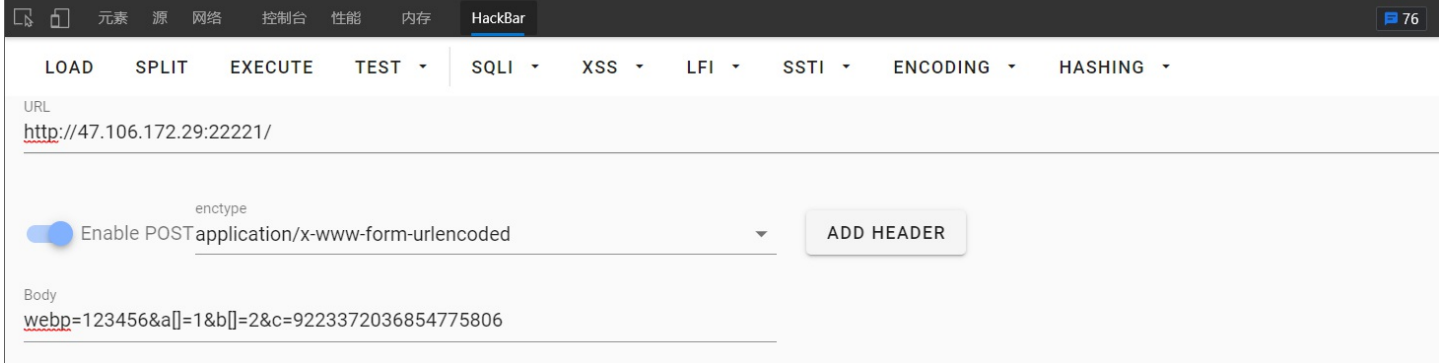 元素 源 网络 控制台 性能 内存 HackBar 76
LOAD SPLIT EXECUTE TEST SQLI XSS LFI SSTI ENCODING HASHING
URL
http://47.106.172.29:22221/
enctype
Enable POST application/x-www-form-urlencoded ADD HEADER
Body
webp=123456&a[]=1&b[]=2&c=9223372036854775806